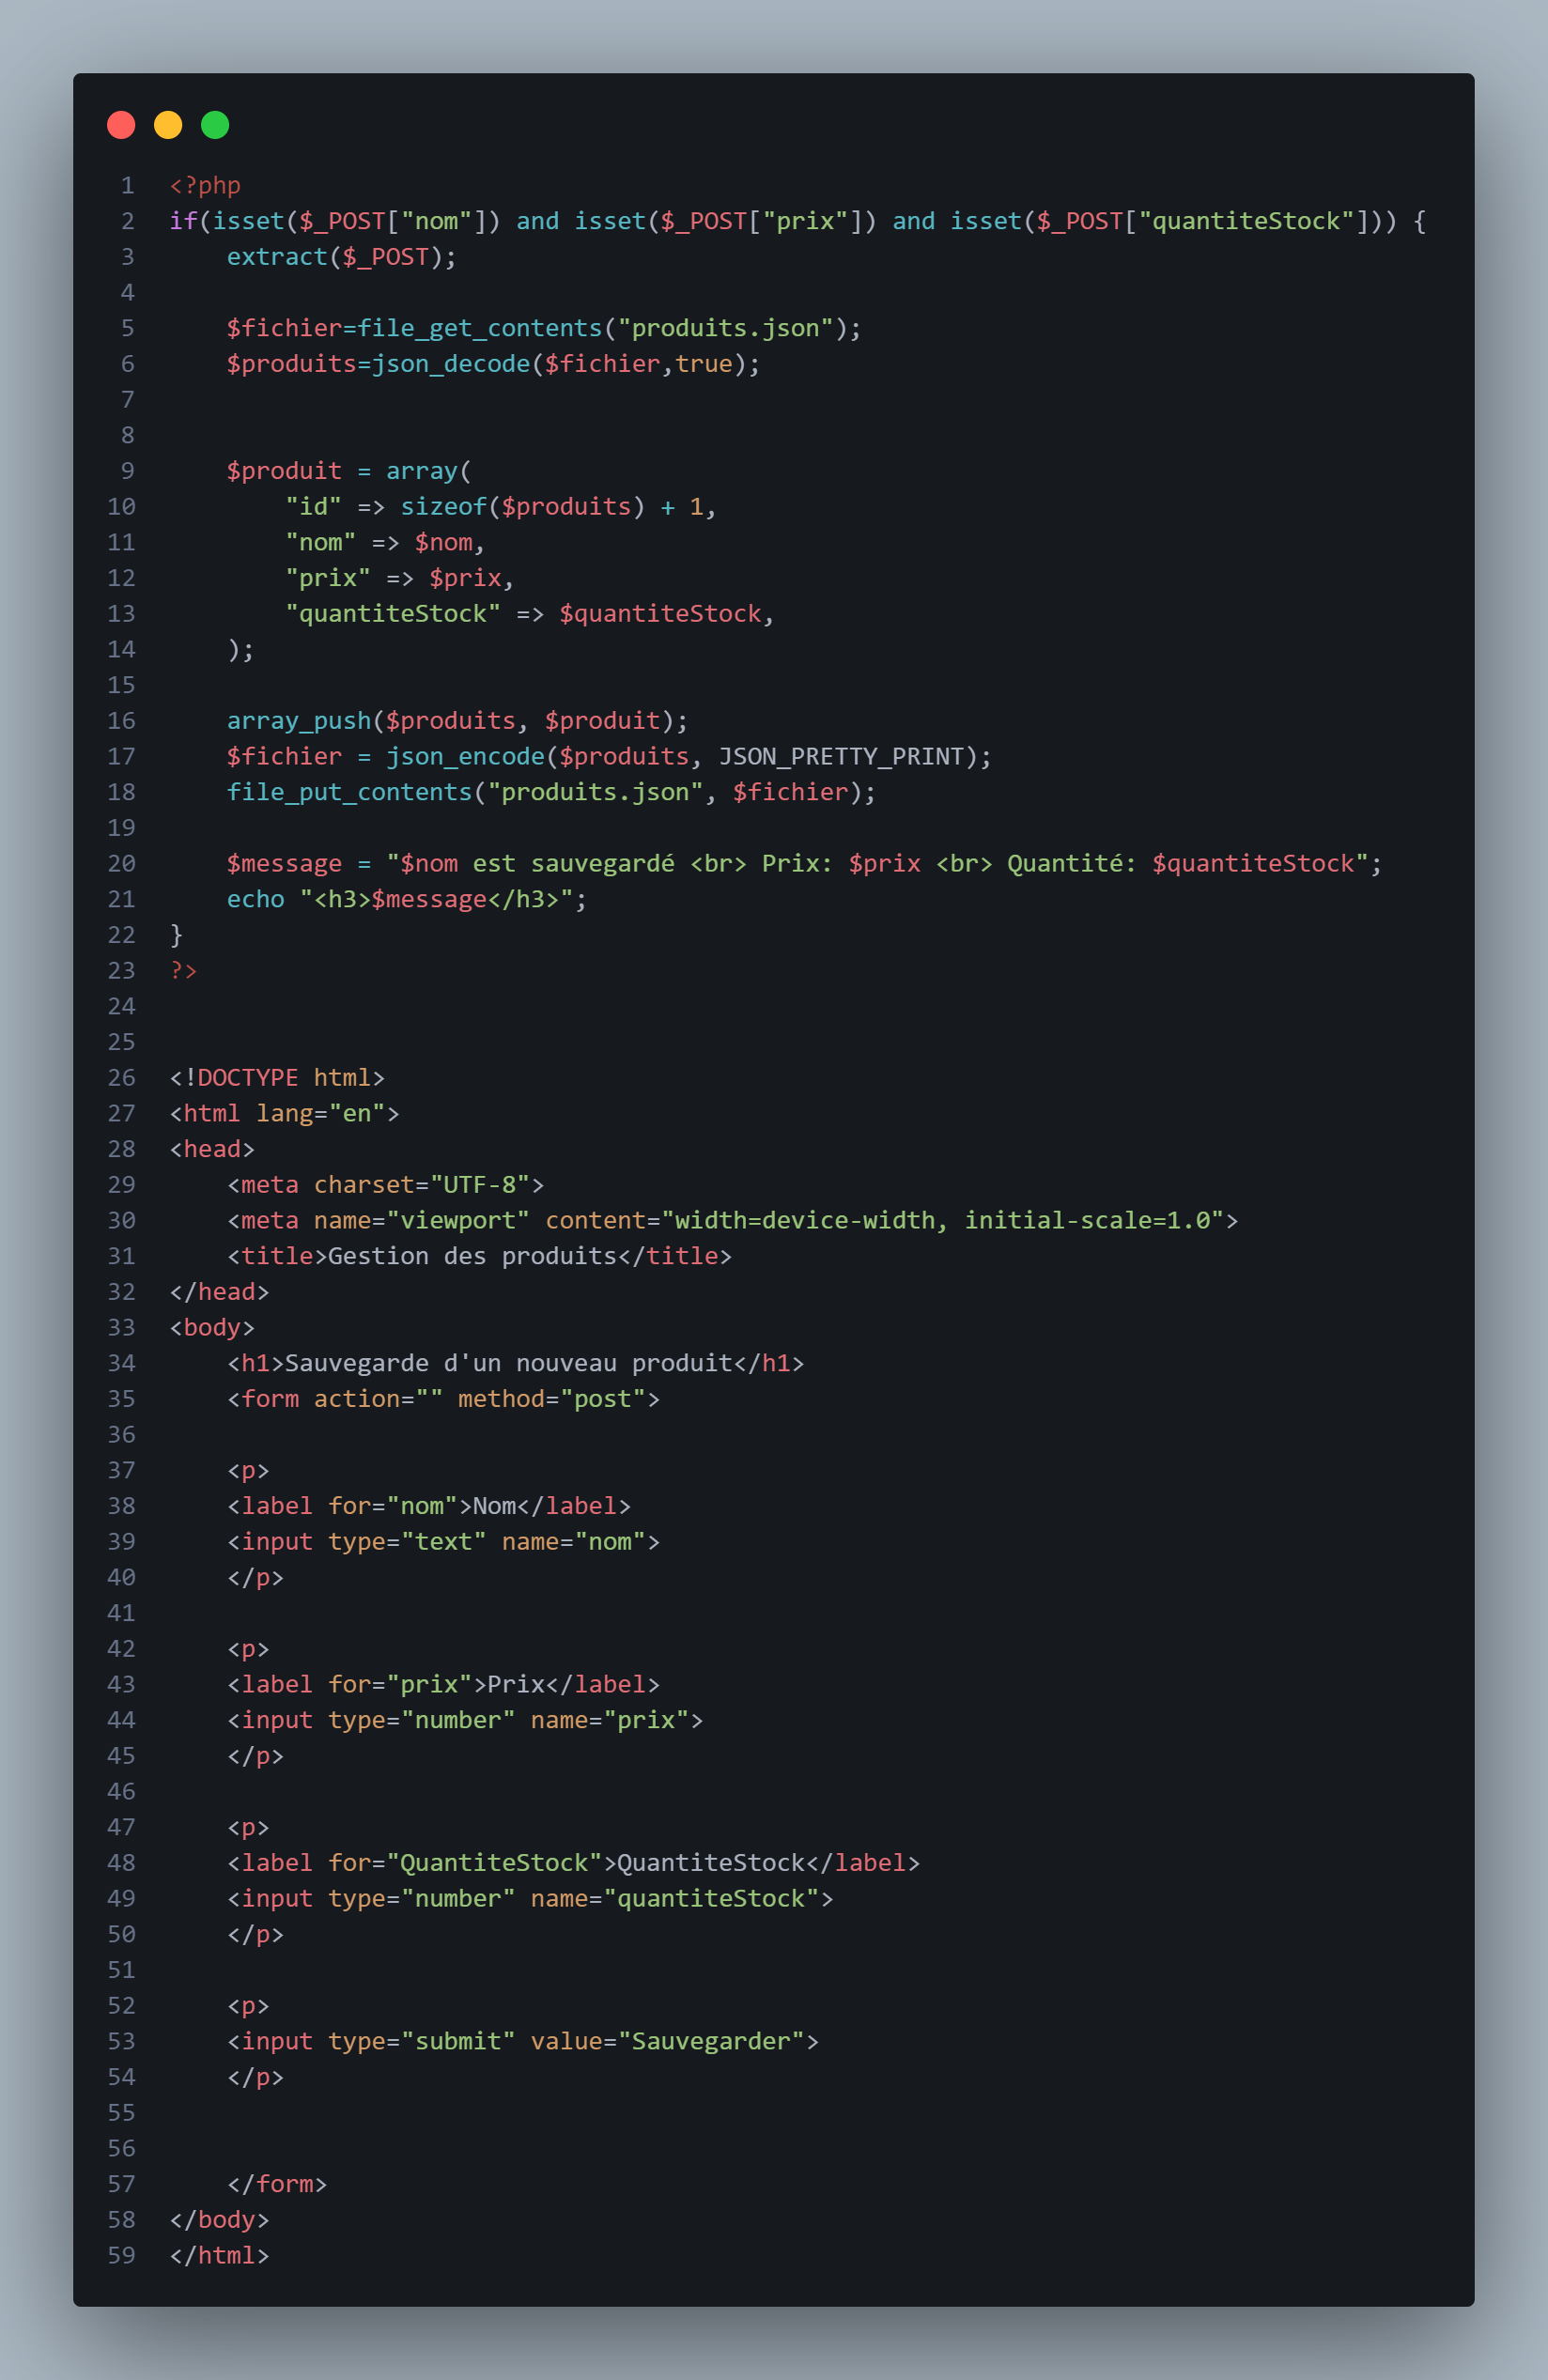 1 <?php
2 if(isset($_POST["nom"]) and isset($_POST["prix"]) and isset($_POST["quantiteStock"])) {
3     extract($_POST);
4
5     $fichier=file_get_contents("produits.json");
6     $produits=json_decode($fichier,true);
7
8
9     $produit = array(
10         "id" => sizeof($produits) + 1,
11         "nom" => $nom,
12         "prix" => $prix,
13         "quantiteStock" => $quantiteStock,
14     );
15
16     array_push($produits, $produit);
17     $fichier = json_encode($produits, JSON_PRETTY_PRINT);
18     file_put_contents("produits.json", $fichier);
19
20     $message = "$nom est sauvegardé <br> Prix: $prix <br> Quantité: $quantiteStock";
21     echo "<h3>$message</h3>";
22 }
23 ?>
24
25
26 <!DOCTYPE html>
27 <html lang="en">
28 <head>
29     <meta charset="UTF-8">
30     <meta name="viewport" content="width=device-width, initial-scale=1.0">
31     <title>Gestion des produits</title>
32 </head>
33 <body>
34     <h1>Sauvegarde d'un nouveau produit</h1>
35     <form action="" method="post">
36
37     <p>
38     <label for="nom">Nom</label>
39     <input type="text" name="nom">
40     </p>
41
42     <p>
43     <label for="prix">Prix</label>
44     <input type="number" name="prix">
45     </p>
46
47     <p>
48     <label for="QuantiteStock">QuantiteStock</label>
49     <input type="number" name="quantiteStock">
50     </p>
51
52     <p>
53     <input type="submit" value="Sauvegarder">
54     </p>
55
56
57     </form>
58 </body>
59 </html>